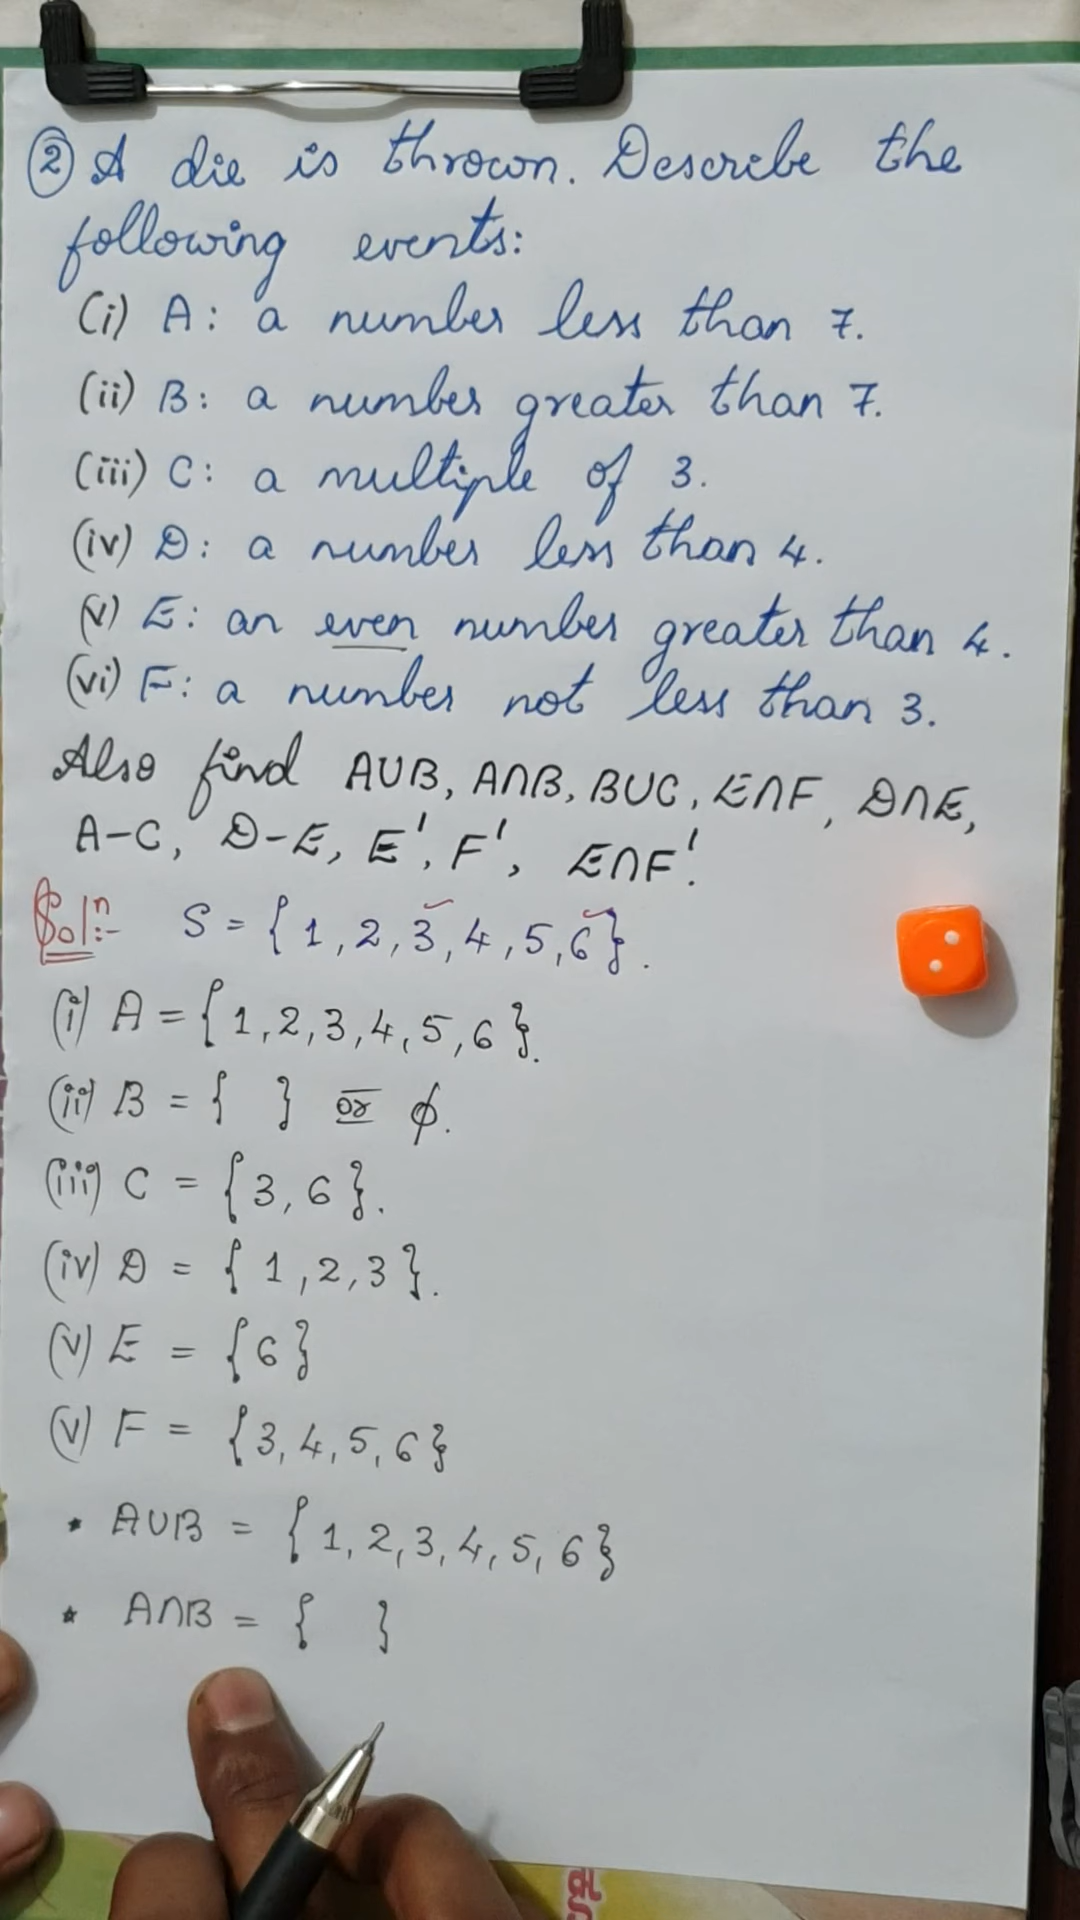 ② A die is thrown. Describe the
following events:
(i) A: a number less than 7.
(ii) B: a number greater than 7.
(iii) C: a multiple of 3.
(iv) D: a number less than 4.
(v) E: an even number greater than 4.
(vi) F: a number not less than 3.
Also find A∪B, A∩B, B∪C, E∩F, D∩E,
A-C, D-E, E', F', E∩F'.
Solⁿ:- S = { 1, 2, 3, 4, 5, 6 }.
(i) A = { 1, 2, 3, 4, 5, 6 }.
(ii) B = { } or ϕ.
(iii) C = { 3, 6 }.
(iv) D = { 1, 2, 3 }.
(v) E = { 6 }
(v) F = { 3, 4, 5, 6 }
* A∪B = { 1, 2, 3, 4, 5, 6 }
* A∩B = { }